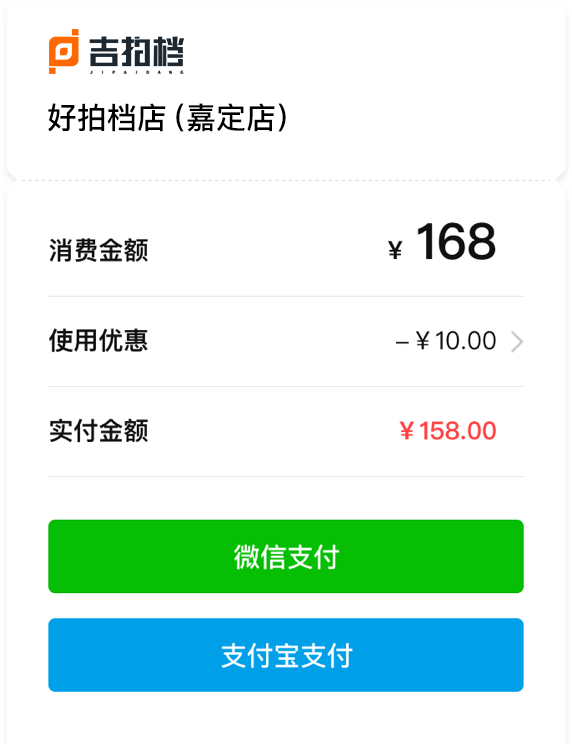 吉拍档
JIPAIDANG
好拍档店（嘉定店）
消费金额 ¥ 168
使用优惠 –¥10.00
实付金额 ¥158.00
微信支付
支付宝支付